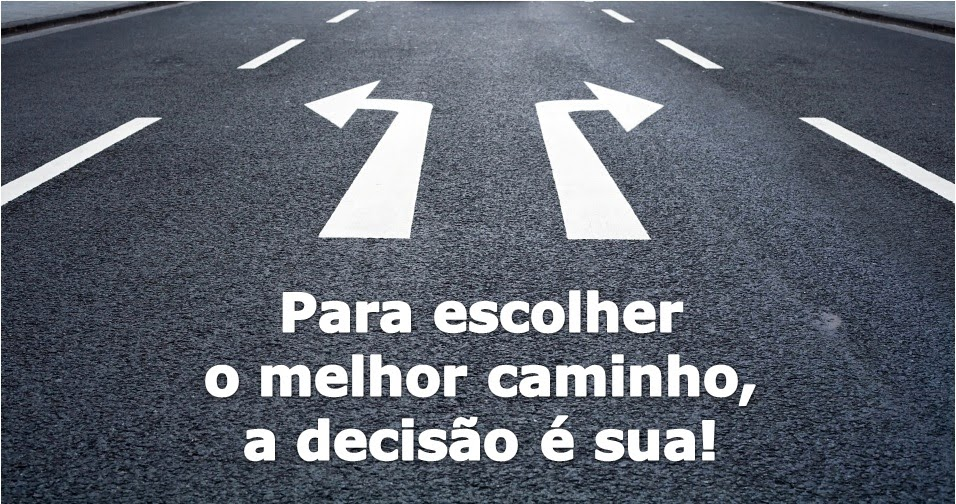 Para escolher
o melhor caminho,
a decisão é sua!